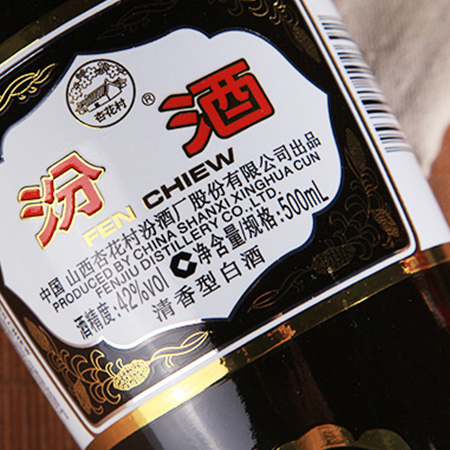 杏花村
®
汾酒
FEN CHIEW
中国 山西杏花村汾酒厂股份有限公司出品
PRODUCED BY CHINA SHANXI XINGHUA CUN
FENJIU DISTILLERY CO.,LTD.
酒精度:42%vol 净含量/规格:500mL
清香型白酒